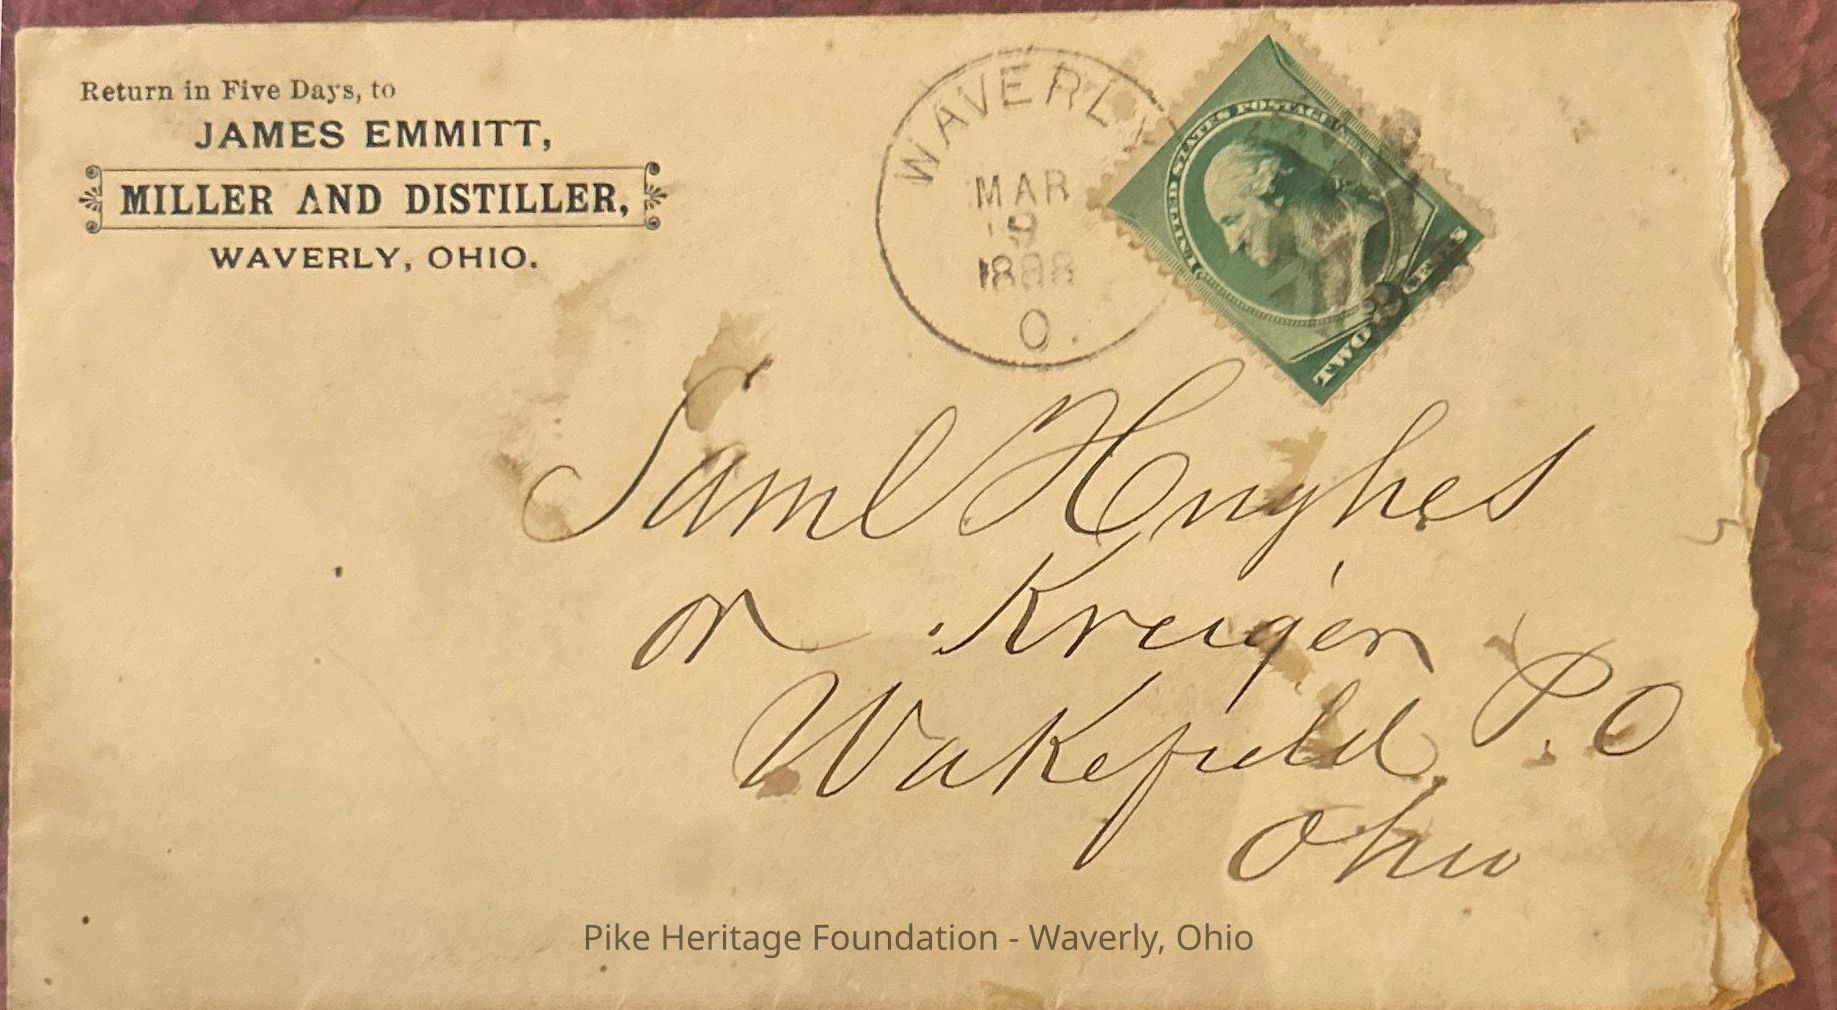 Return in Five Days, to
JAMES EMMITT,
MILLER AND DISTILLER,
WAVERLY, OHIO.
WAVERLY
MAR
9
1888
O.
UNITED STATES POSTAGE
TWO 2 CENTS
Saml Hughes
or Kreiger
Wakefield P.O
Ohio
Pike Heritage Foundation - Waverly, Ohio